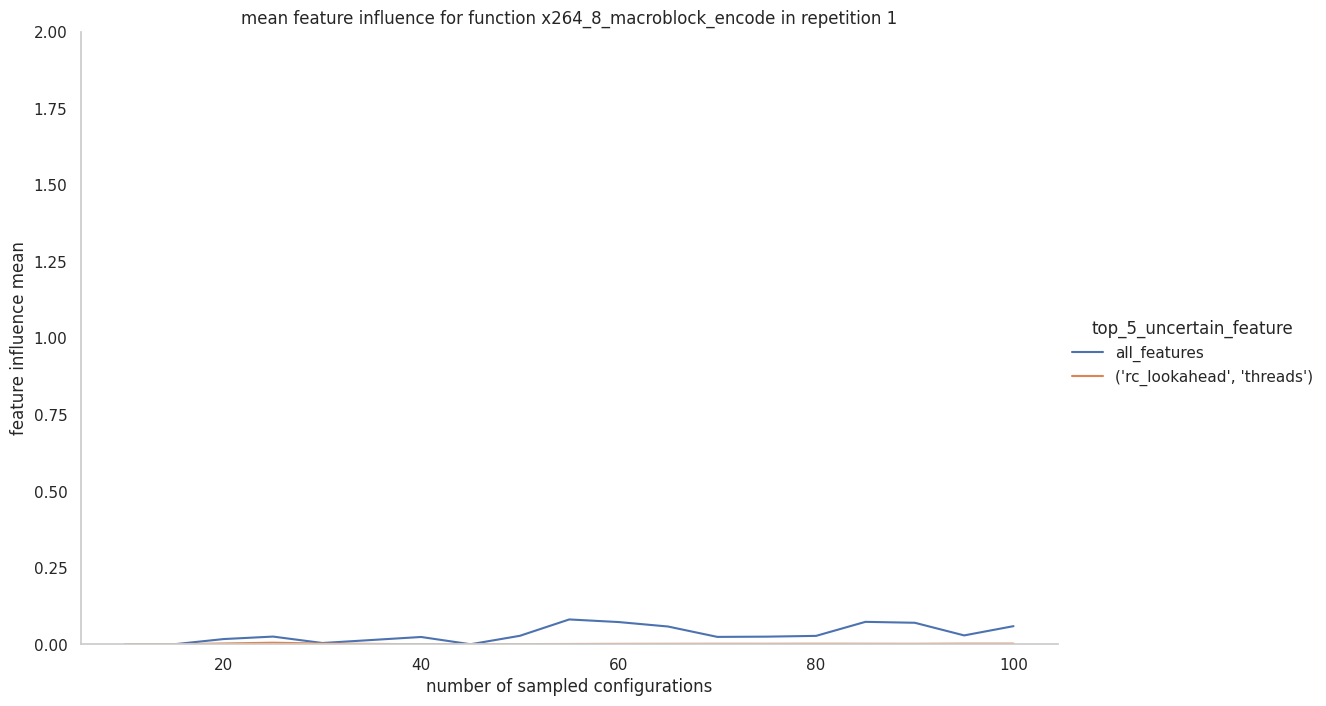 mean feature influence for function x264_8_macroblock_encode in repetition 1
2.00
1.75
1.50
1.25
1.00
0.75
0.50
0.25
0.00
feature influence mean
20
40
60
80
100
number of sampled configurations
top_5_uncertain_feature
all_features
('rc_lookahead', 'threads')